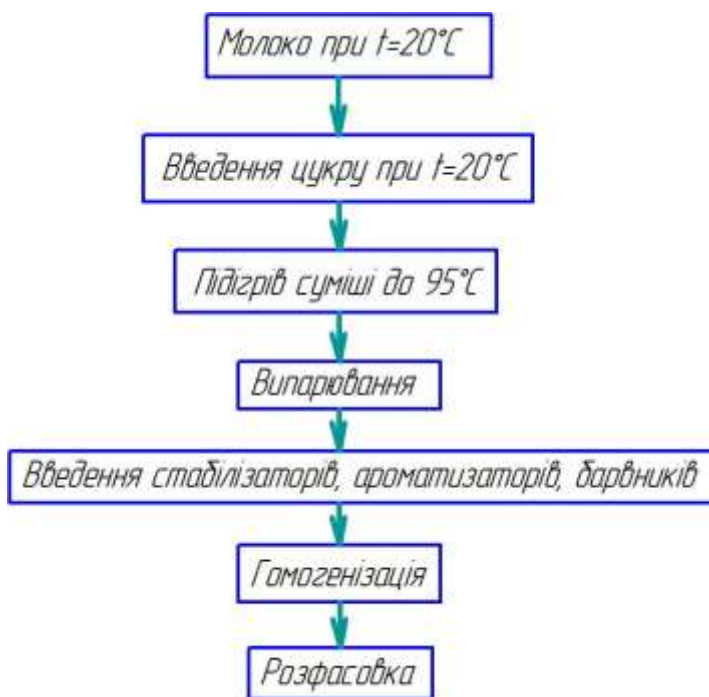 Молоко при t=20°C
Введення цукру при t=20°C
Підігрів суміші до 95°C
Випарювання
Введення стабілізаторів, ароматизаторів, барвників
Гомогенізація
Розфасовка